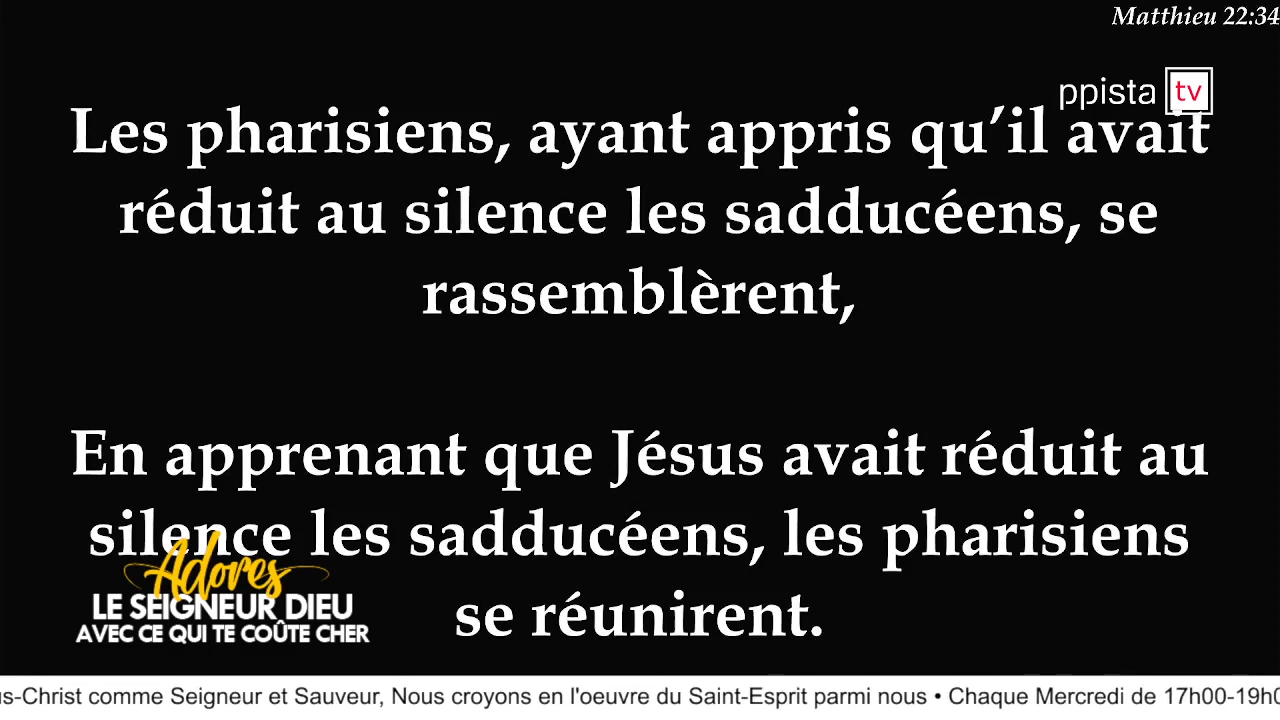 Matthieu 22:34
ppista tv
Les pharisiens, ayant appris qu’il avait
réduit au silence les sadducéens, se
rassemblèrent,
En apprenant que Jésus avait réduit au
silence les sadducéens, les pharisiens
se réunirent.
Adores
LE SEIGNEUR DIEU
AVEC CE QUI TE COÛTE CHER
us-Christ comme Seigneur et Sauveur, Nous croyons en l'oeuvre du Saint-Esprit parmi nous • Chaque Mercredi de 17h00-19h0